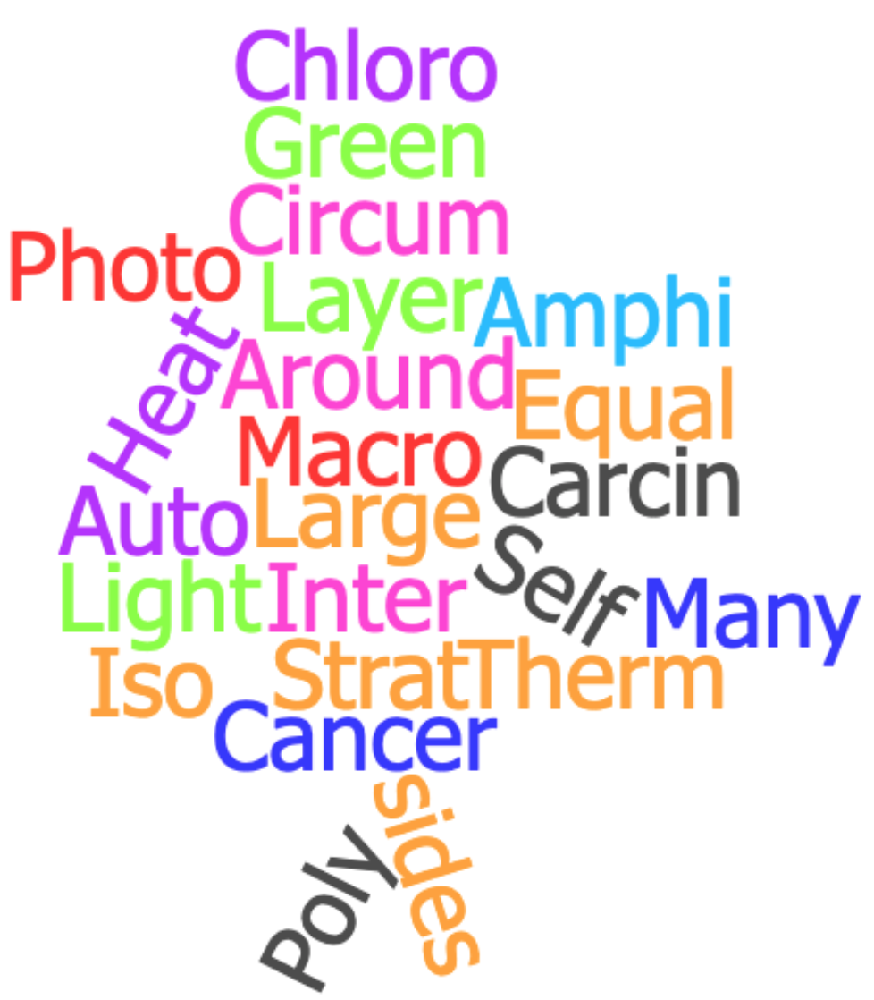 Chloro
Green
Circum
Photo
Layer
Amphi
Heat
Around
Equal
Macro
Carcin
Auto
Large
Self
Light
Inter
Many
Iso
Strat
Therm
Cancer
sides
Poly